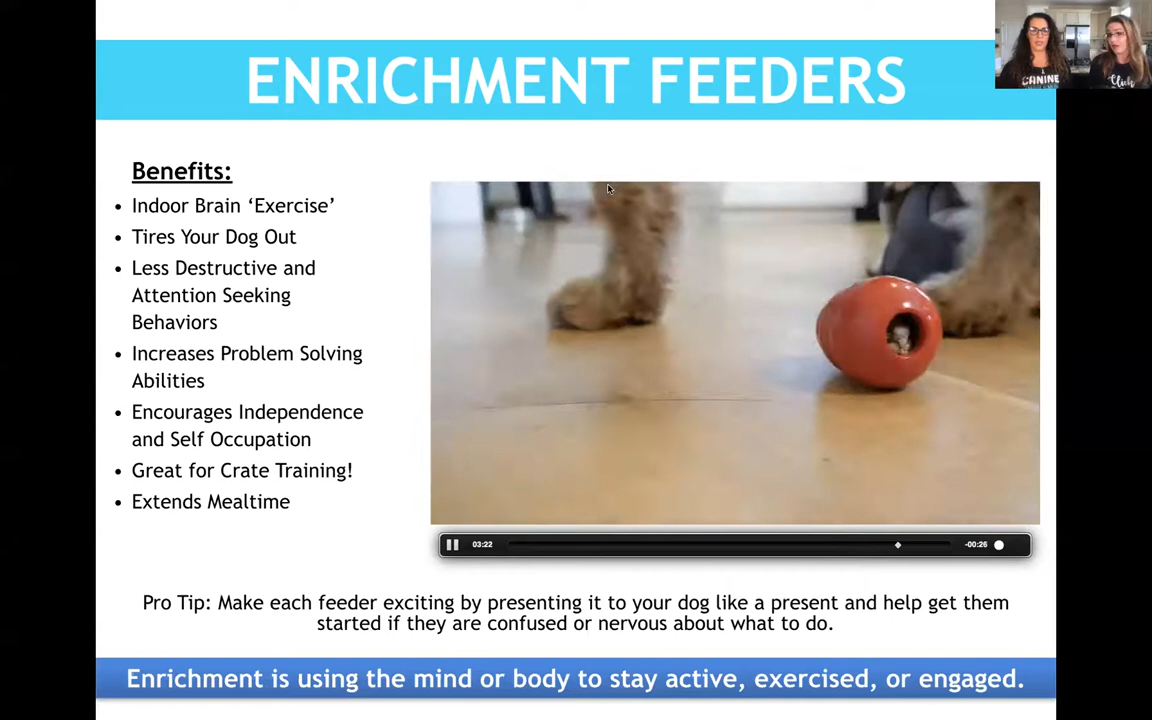 ENRICHMENT FEEDERS
CANINE
Click
Benefits:
• Indoor Brain ‘Exercise’
• Tires Your Dog Out
• Less Destructive and
Attention Seeking
Behaviors
• Increases Problem Solving
Abilities
• Encourages Independence
and Self Occupation
• Great for Crate Training!
• Extends Mealtime
03:22
-00:26
Pro Tip: Make each feeder exciting by presenting it to your dog like a present and help get them
started if they are confused or nervous about what to do.
Enrichment is using the mind or body to stay active, exercised, or engaged.